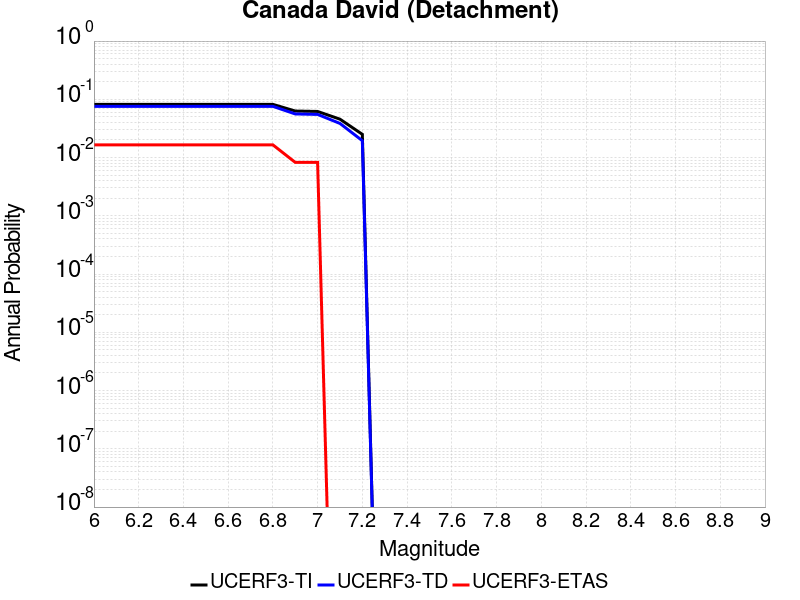 Canada David (Detachment)
10^0
10^-1
10^-2
10^-3
10^-4
10^-5
10^-6
10^-7
10^-8
Annual Probability
6 6.2 6.4 6.6 6.8 7 7.2 7.4 7.6 7.8 8 8.2 8.4 8.6 8.8 9
Magnitude
UCERF3-TI UCERF3-TD UCERF3-ETAS